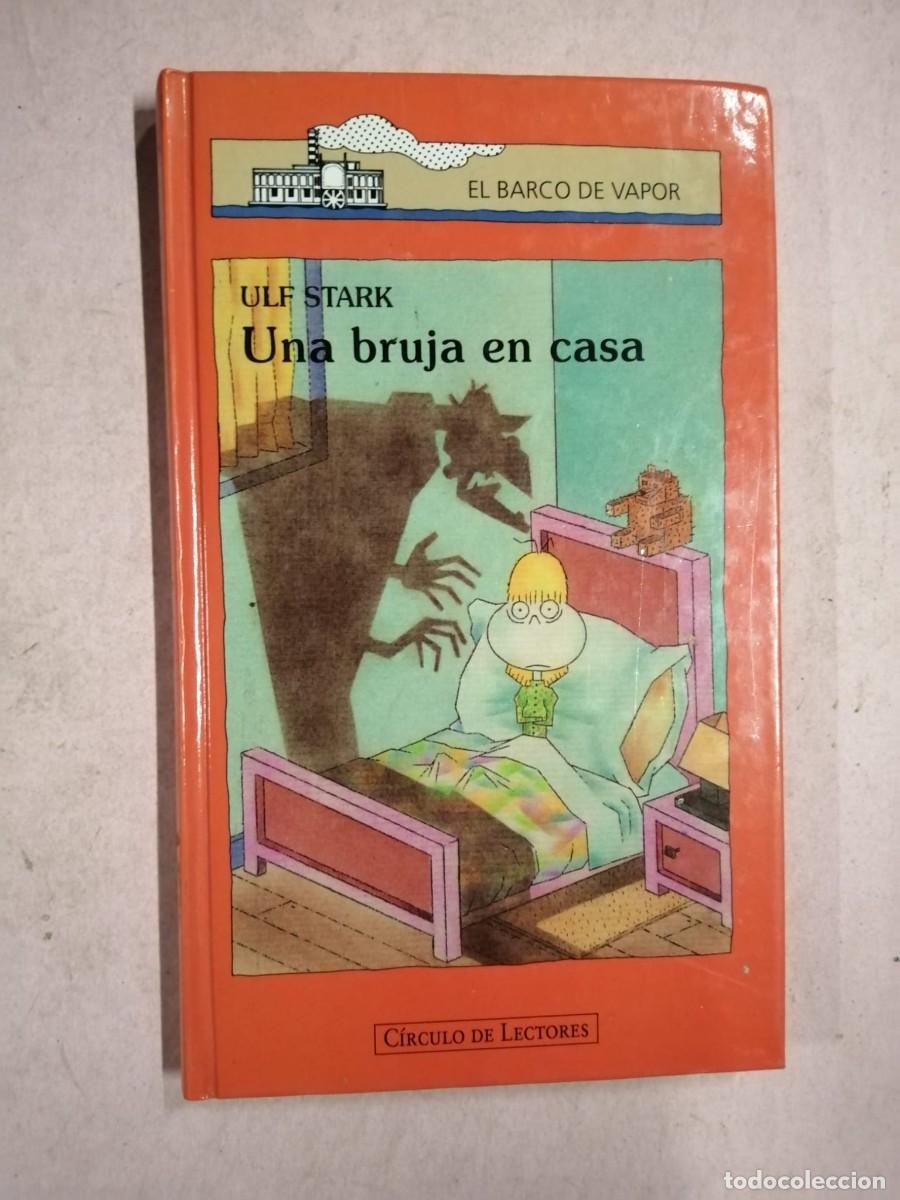 EL BARCO DE VAPOR
ULF STARK
Una bruja en casa
CÍRCULO DE LECTORES
todocoleccion